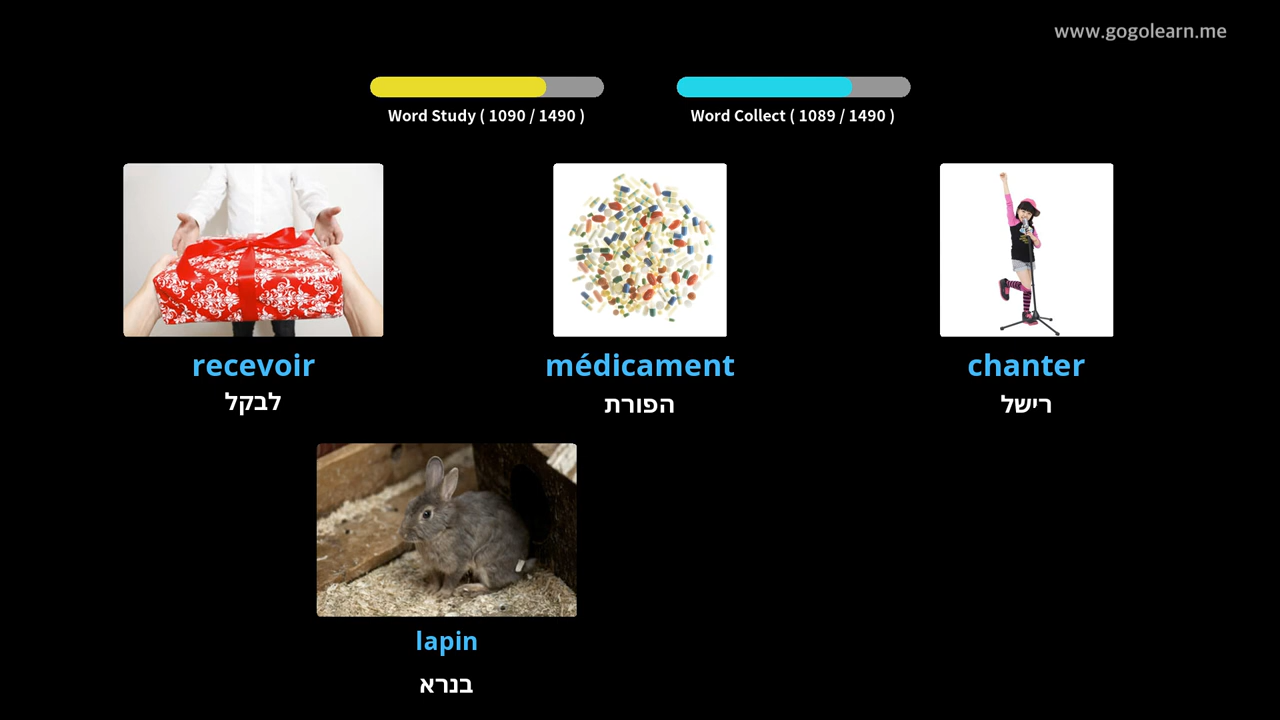 www.gogolearn.me
Word Study ( 1090 / 1490 )
Word Collect ( 1089 / 1490 )
recevoir
לבקל
médicament
הפורת
chanter
רישל
lapin
בנרא